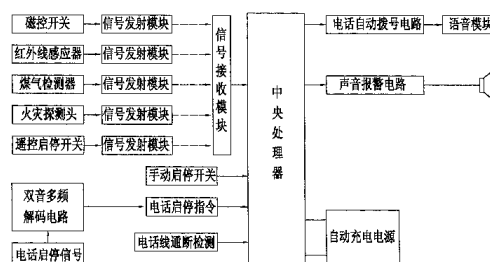 磁控开关
信号发射模块
红外线感应器
信号发射模块
煤气检测器
信号发射模块
火灾探测头
信号发射模块
遥控启停开关
信号发射模块
信号接收模块
手动启停开关
双音多频
解码电路
电话启停指令
电话启停信号
电话线通断检测
中央处理器
电话自动拨号电路
语音模块
声音报警电路
自动充电电源